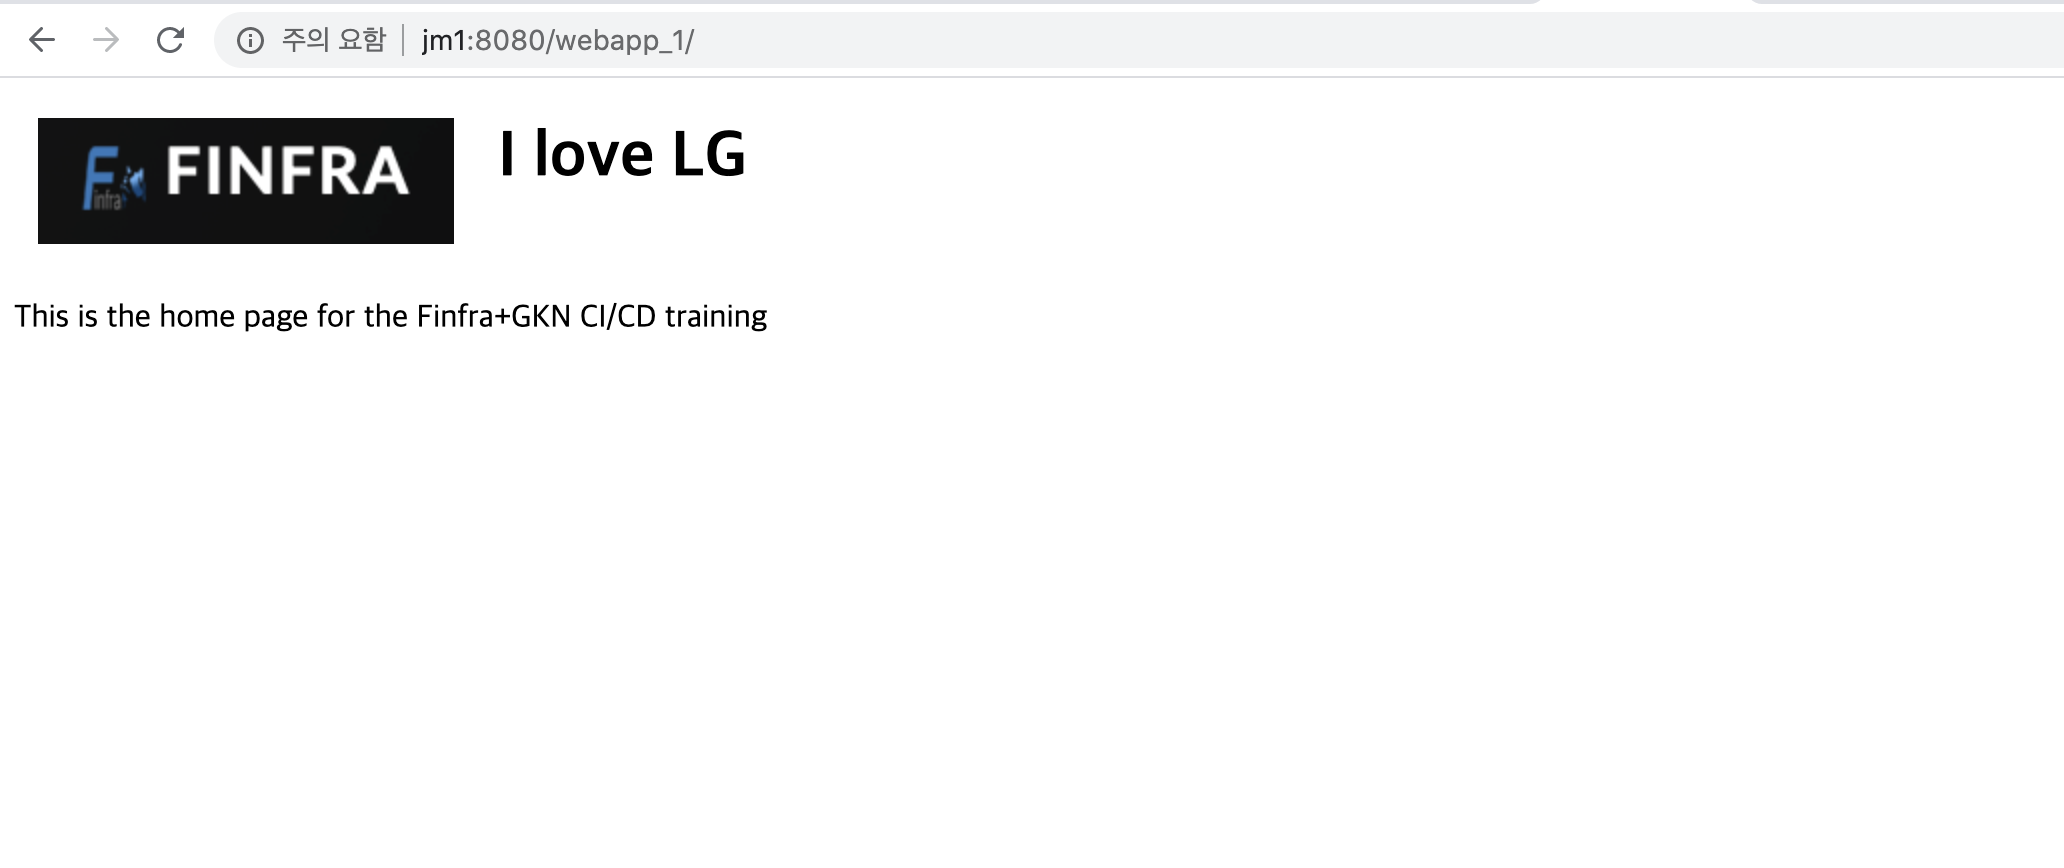 주의 요함 jm1:8080/webapp_1/
Finfra FINFRA
I love LG
This is the home page for the Finfra+GKN CI/CD training